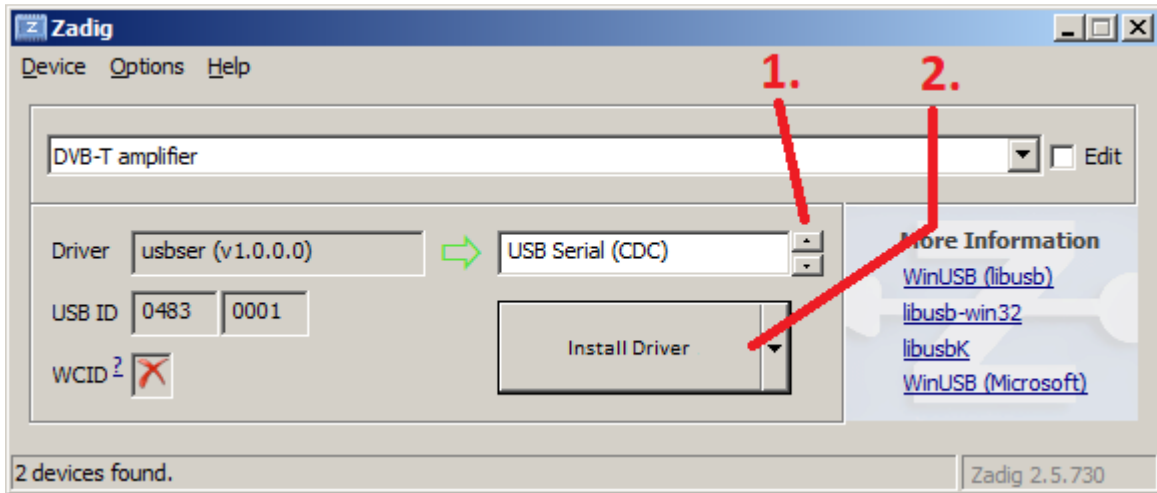 Zadig
Device Options Help
1. 2.
DVB-T amplifier
Edit
Driver usbser (v1.0.0.0) USB Serial (CDC)
USB ID 0483 0001
WCID ?
Install Driver
More Information
WinUSB (libusb)
libusb-win32
libusbK
WinUSB (Microsoft)
2 devices found.
Zadig 2.5.730